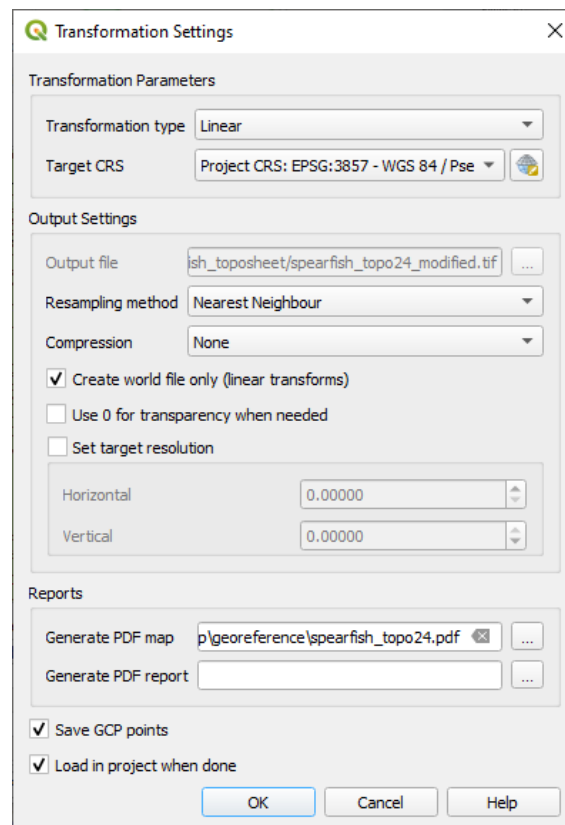 Transformation Settings
Transformation Parameters
Transformation type Linear
Target CRS Project CRS: EPSG:3857 - WGS 84 / Pse
Output Settings
Output file ish_toposheet/spearfish_topo24_modified.tif ...
Resampling method Nearest Neighbour
Compression None
Create world file only (linear transforms)
Use 0 for transparency when needed
Set target resolution
Horizontal 0.00000
Vertical 0.00000
Reports
Generate PDF map p\georeference\spearfish_topo24.pdf ...
Generate PDF report ...
Save GCP points
Load in project when done
OK Cancel Help